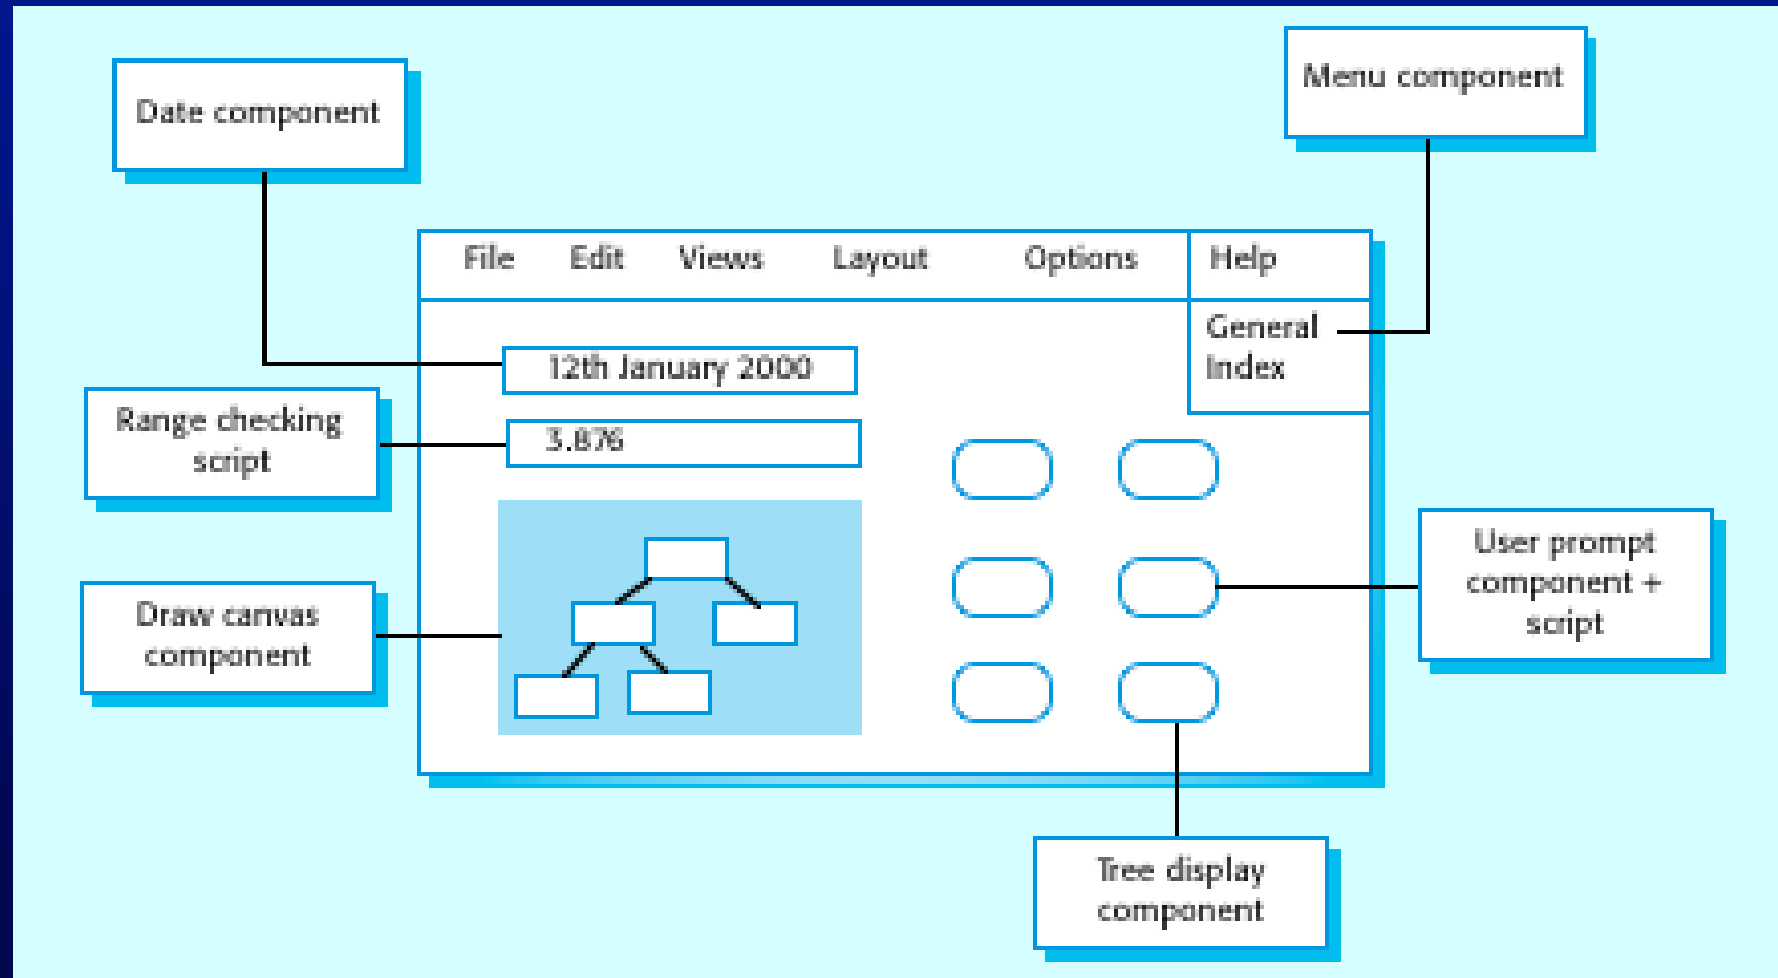 Date component
Menu component
File Edit Views Layout Options Help
General
Index
12th January 2000
Range checking
script
3.876
User prompt
component +
script
Draw canvas
component
Tree display
component